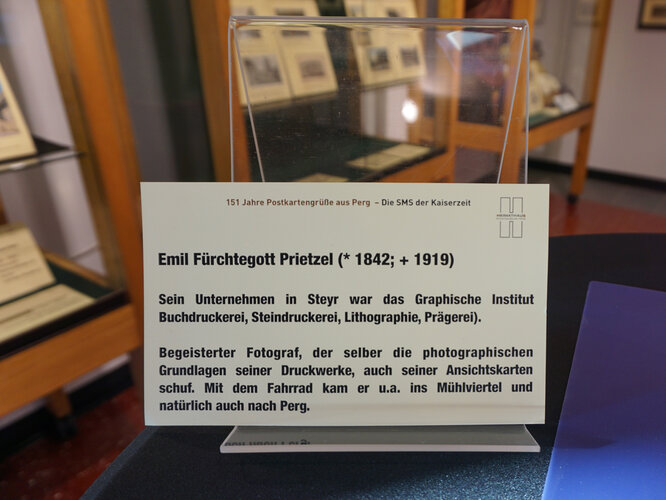 151 Jahre Postkartengrüße aus Perg – Die SMS der Kaiserzeit
HEIMATHAUS
Emil Fürchtegott Prietzel (* 1842; + 1919)
Sein Unternehmen in Steyr war das Graphische Institut
Buchdruckerei, Steindruckerei, Lithographie, Prägerei).
Begeisterter Fotograf, der selber die photographischen
Grundlagen seiner Druckwerke, auch seiner Ansichtskarten
schuf. Mit dem Fahrrad kam er u.a. ins Mühlviertel und
natürlich auch nach Perg.